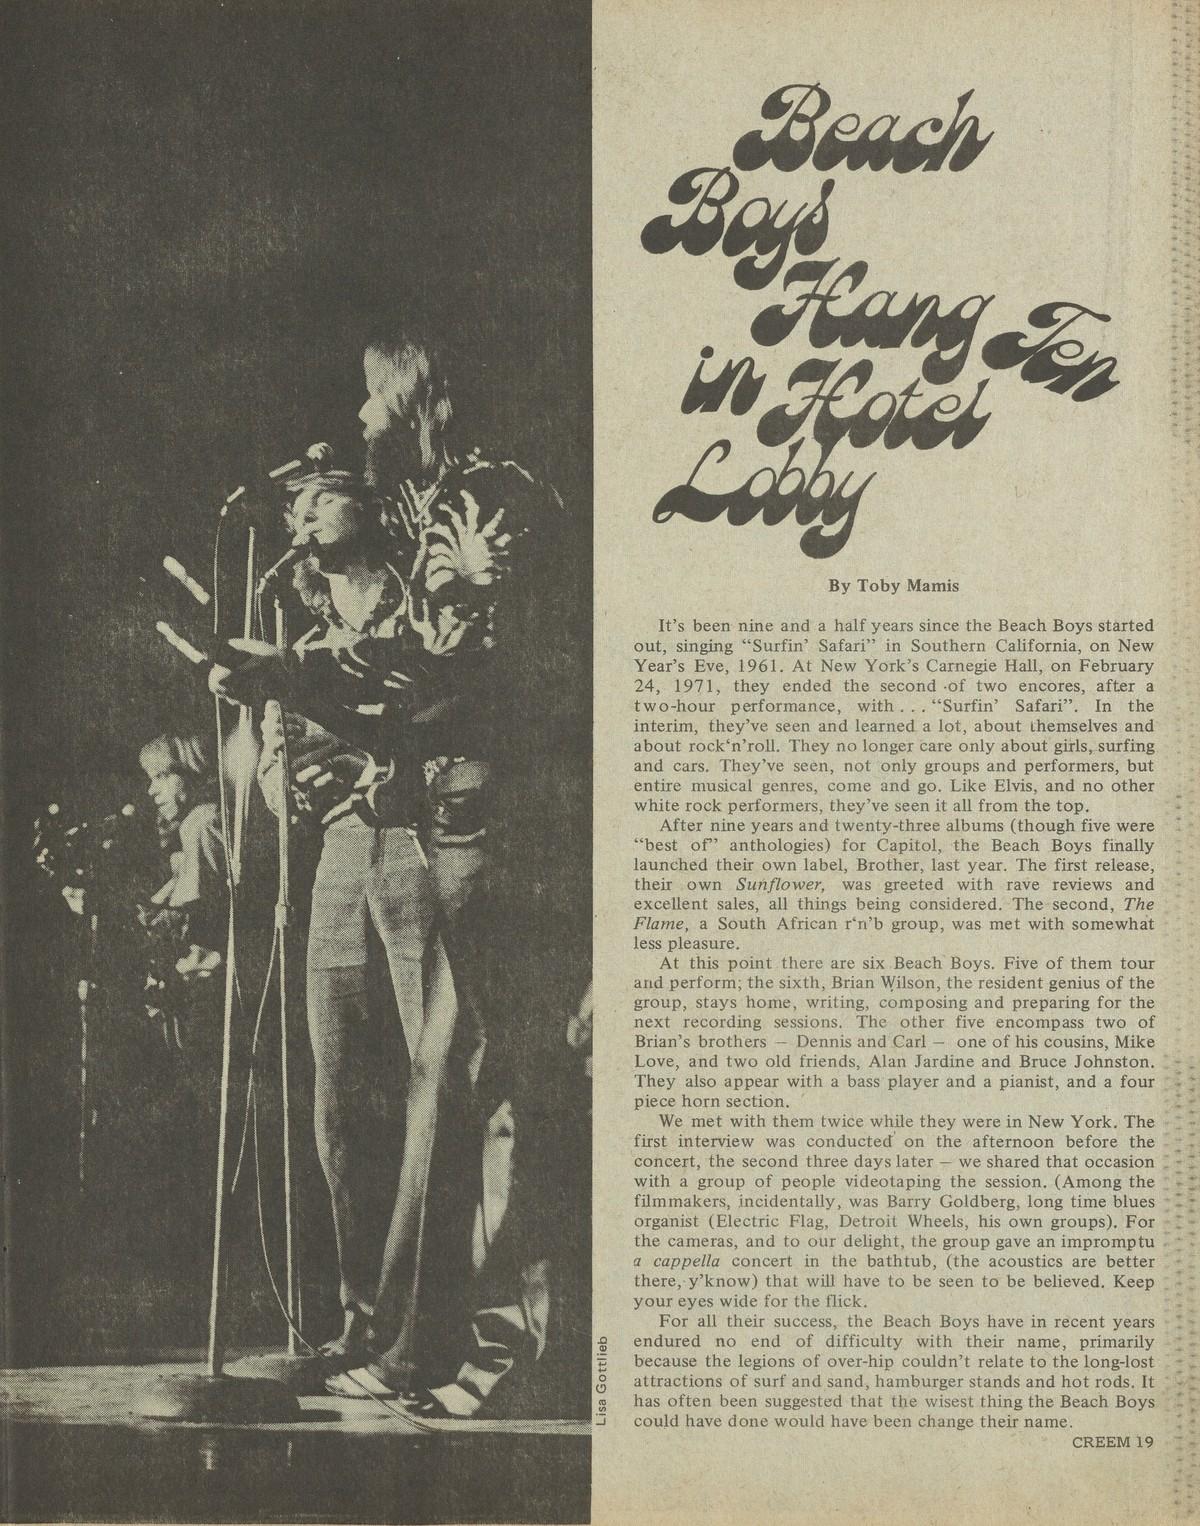 Beach
Boys
Hang Ten
in Hotel
Lobby
By Toby Mamis
It's been nine and a half years since the Beach Boys started
out, singing “Surfin' Safari” in Southern California, on New
Year's Eve, 1961. At New York's Carnegie Hall, on February
24, 1971, they ended the second of two encores, after a
two-hour performance, with . . . “Surfin' Safari”. In the
interim, they've seen and learned a lot, about themselves and
about rock‘n’roll. They no longer care only about girls, surfing
and cars. They've seen, not only groups and performers, but
entire musical genres, come and go. Like Elvis, and no other
white rock performers, they've seen it all from the top.
After nine years and twenty-three albums (though five were
“best of” anthologies) for Capitol, the Beach Boys finally
launched their own label, Brother, last year. The first release,
their own Sunflower, was greeted with rave reviews and
excellent sales, all things being considered. The second, The
Flame, a South African r‘n’b group, was met with somewhat
less pleasure.
At this point there are six Beach Boys. Five of them tour
and perform; the sixth, Brian Wilson, the resident genius of the
group, stays home, writing, composing and preparing for the
next recording sessions. The other five encompass two of
Brian's brothers — Dennis and Carl — one of his cousins, Mike
Love, and two old friends, Alan Jardine and Bruce Johnston.
They also appear with a bass player and a pianist, and a four
piece horn section.
We met with them twice while they were in New York. The
first interview was conducted on the afternoon before the
concert, the second three days later — we shared that occasion
with a group of people videotaping the session. (Among the
filmmakers, incidentally, was Barry Goldberg, long time blues
organist (Electric Flag, Detroit Wheels, his own groups). For
the cameras, and to our delight, the group gave an impromptu
a cappella concert in the bathtub, (the acoustics are better
there, y'know) that will have to be seen to be believed. Keep
your eyes wide for the flick.
For all their success, the Beach Boys have in recent years
endured no end of difficulty with their name, primarily
because the legions of over-hip couldn't relate to the long-lost
attractions of surf and sand, hamburger stands and hot rods. It
has often been suggested that the wisest thing the Beach Boys
could have done would have been change their name.
Lisa Gottlieb
CREEM 19